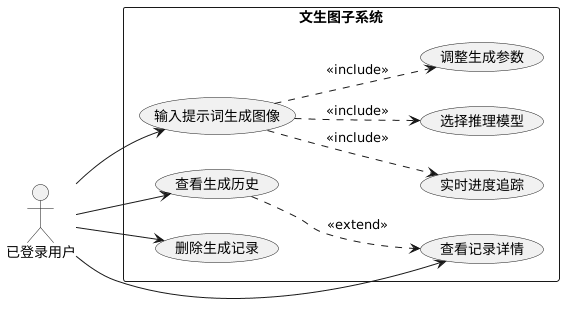 文生图子系统
调整生成参数
«include»
输入提示词生成图像
«include»
选择推理模型
«include»
查看生成历史
实时进度追踪
«extend»
删除生成记录
查看记录详情
已登录用户